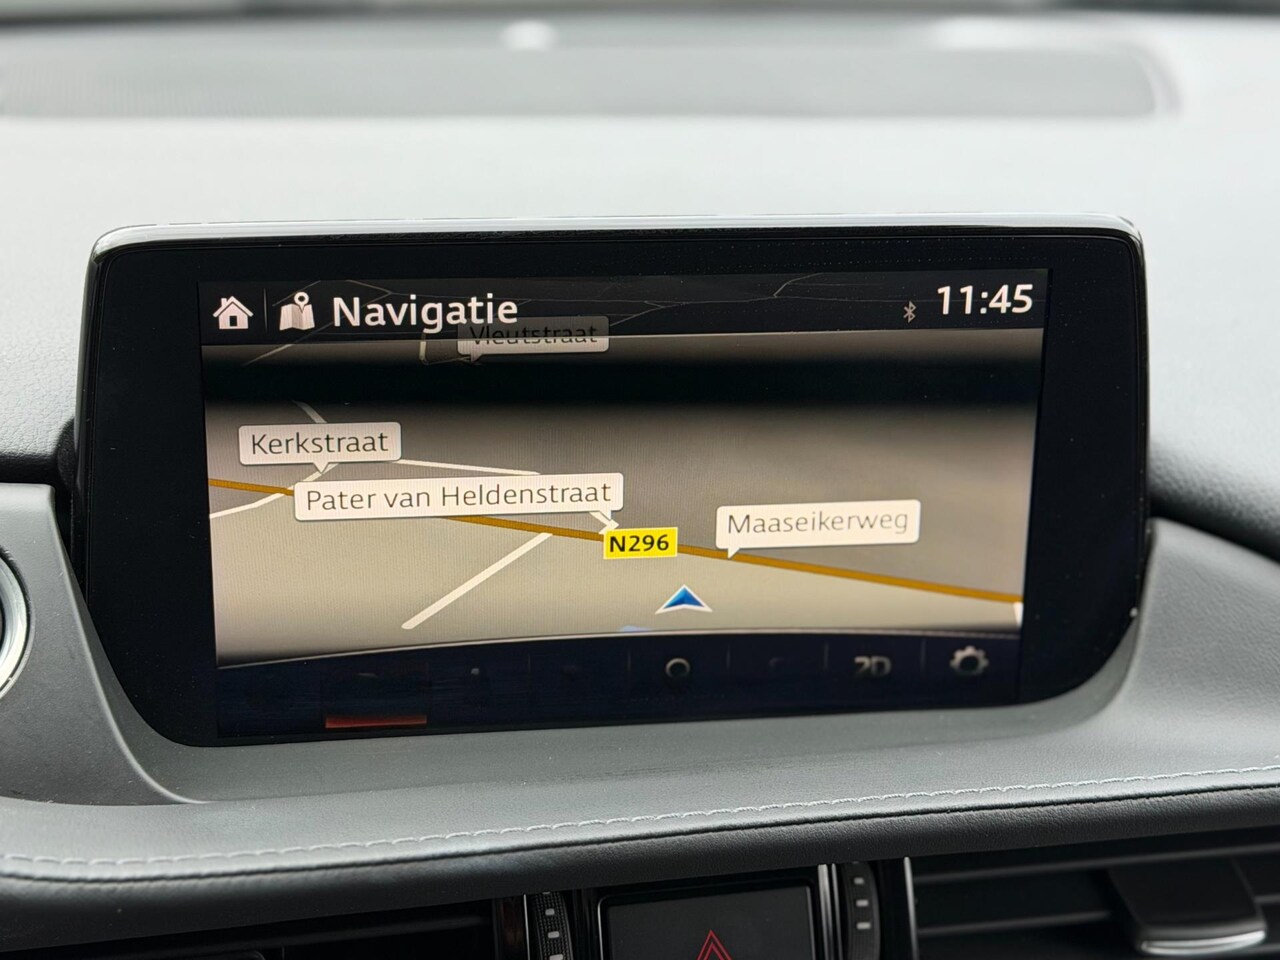 Navigatie
11:45
Vleutstraat
Kerkstraat
Pater van Heldenstraat
Maaseikerweg
N296
2D